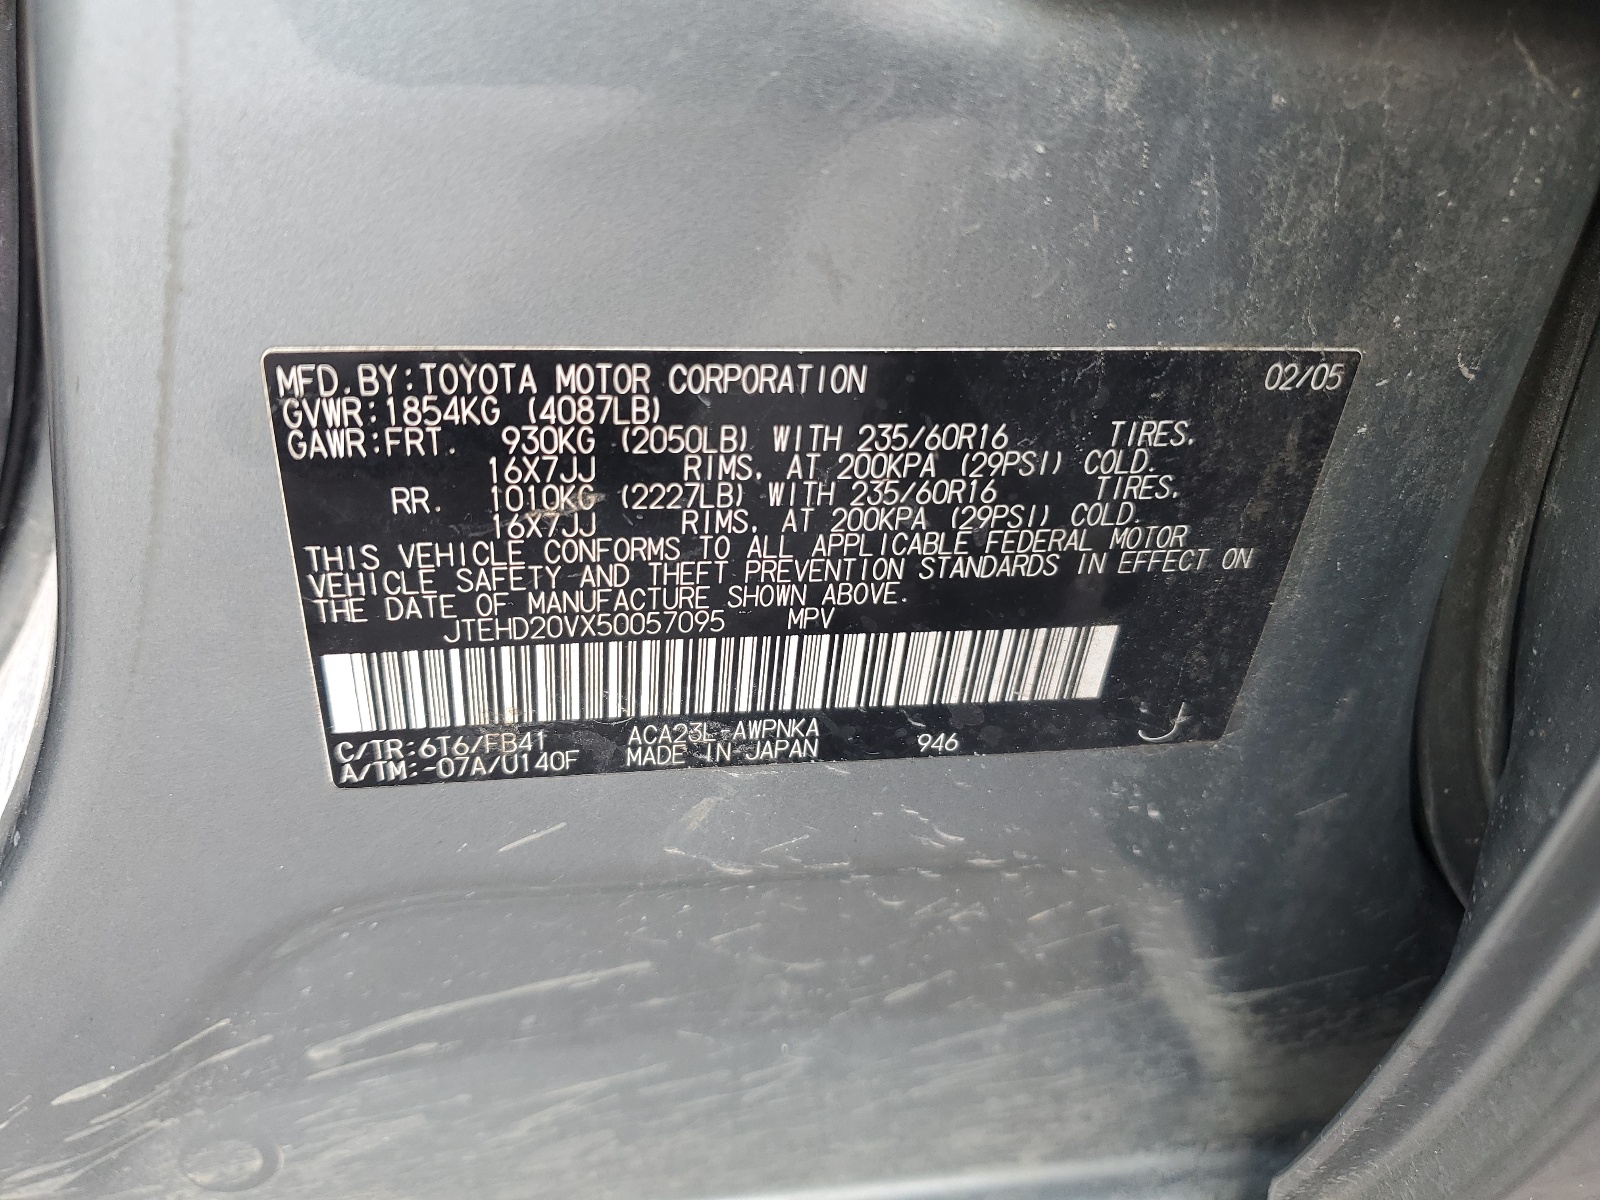 MFD.BY:TOYOTA MOTOR CORPORATION 02/05
GVWR:1854KG (4087LB)
GAWR:FRT. 930KG (2050LB) WITH 235/60R16 TIRES,
16X7JJ RIMS, AT 200KPA (29PSI) COLD.
RR. 1010KG (2227LB) WITH 235/60R16 TIRES,
16X7JJ RIMS, AT 200KPA (29PSI) COLD.
THIS VEHICLE CONFORMS TO ALL APPLICABLE FEDERAL MOTOR
VEHICLE SAFETY AND THEFT PREVENTION STANDARDS IN EFFECT ON
THE DATE OF MANUFACTURE SHOWN ABOVE.
JTEHD20VX50057095 MPV
C/TR:6T6/FB41 ACA23L-AWPNKA 946
A/TM:-07A/U140F MADE IN JAPAN